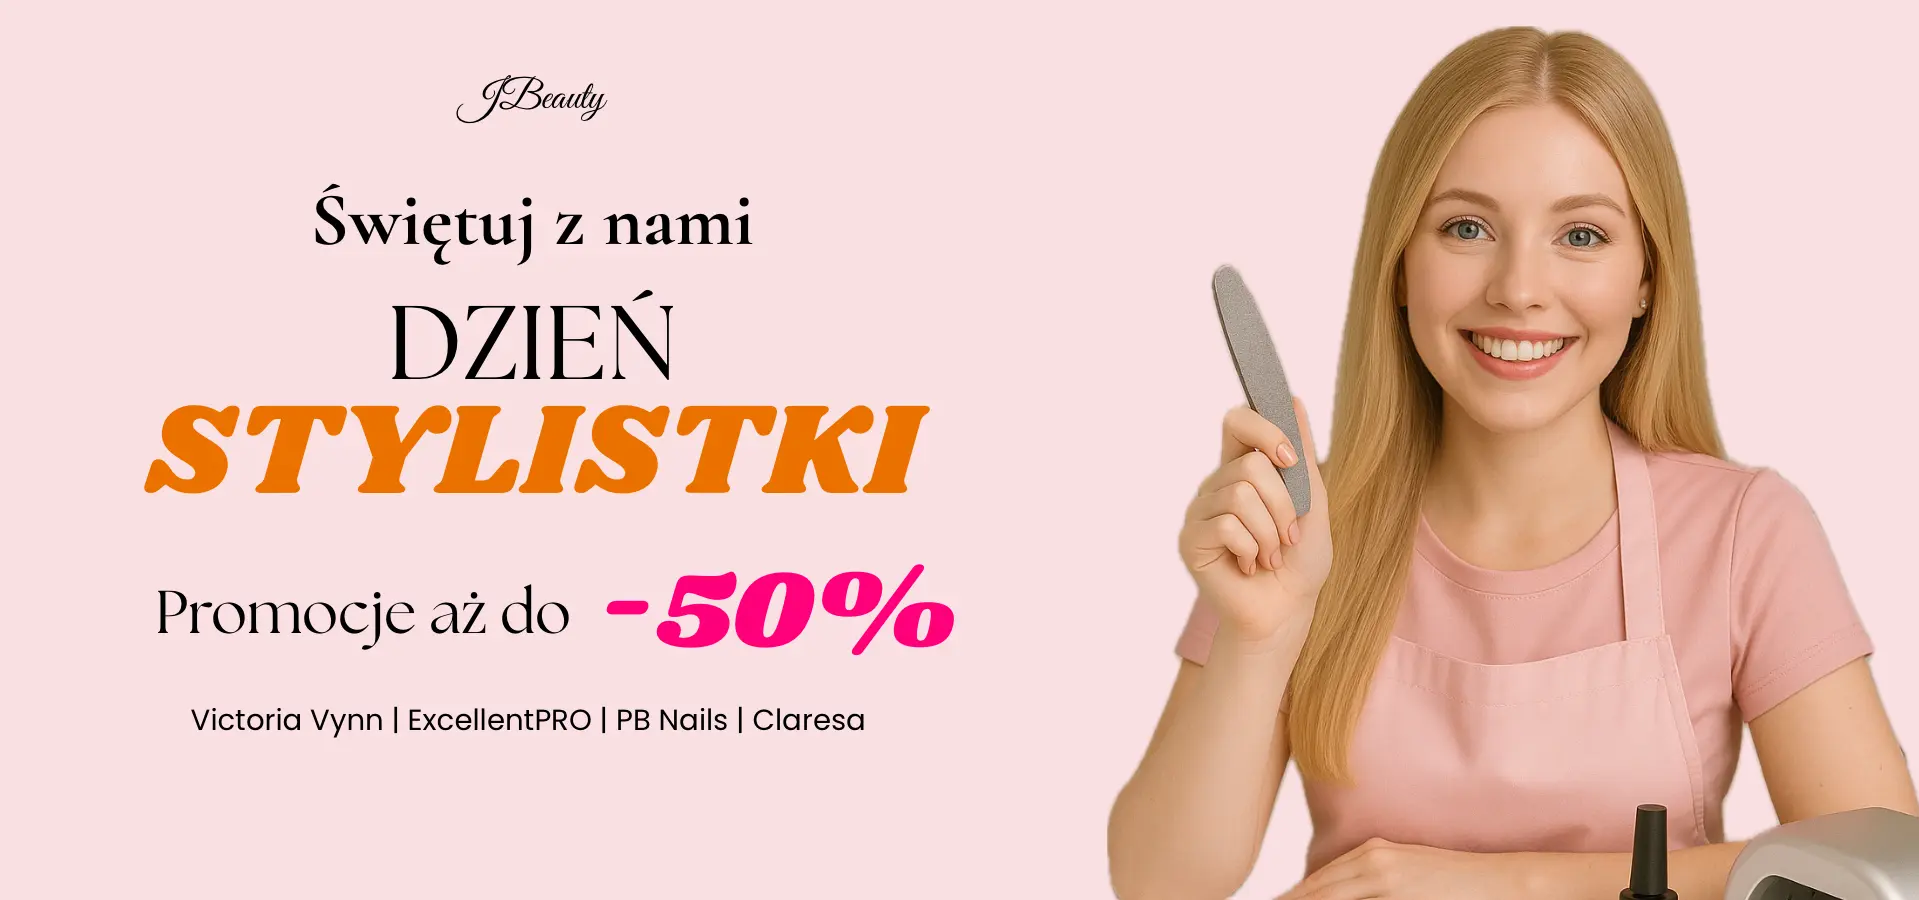 JBeauty
Świętuj z nami
DZIEŃ
STYLISTKI
Promocje aż do -50%
Victoria Vynn | ExcellentPRO | PB Nails | Claresa